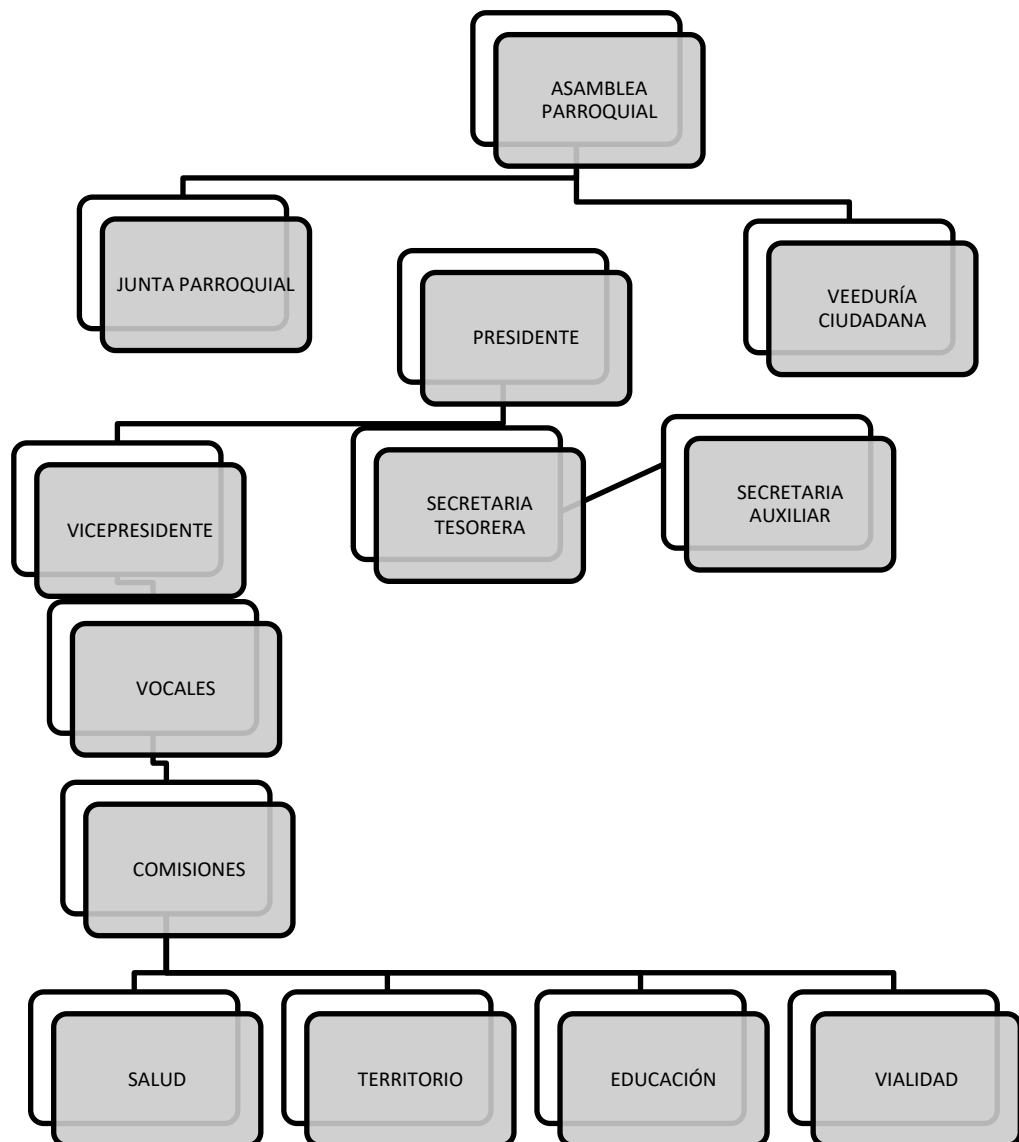 ASAMBLEA
PARROQUIAL
JUNTA PARROQUIAL
VEEDURÍA
CIUDADANA
PRESIDENTE
VICEPRESIDENTE
SECRETARIA
TESORERA
SECRETARIA
AUXILIAR
VOCALES
COMISIONES
SALUD
TERRITORIO
EDUCACIÓN
VIALIDAD